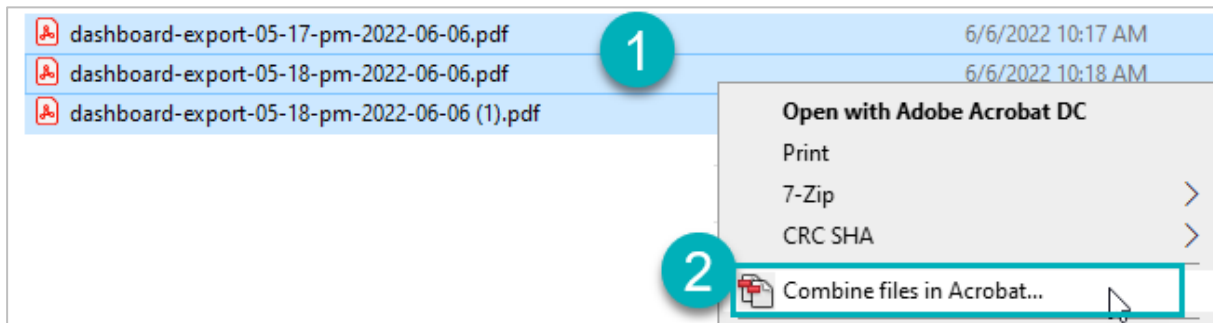 dashboard-export-05-17-pm-2022-06-06.pdf 6/6/2022 10:17 AM
1
dashboard-export-05-18-pm-2022-06-06.pdf 6/6/2022 10:18 AM
dashboard-export-05-18-pm-2022-06-06 (1).pdf
Open with Adobe Acrobat DC
Print
7-Zip
CRC SHA
2
Combine files in Acrobat...